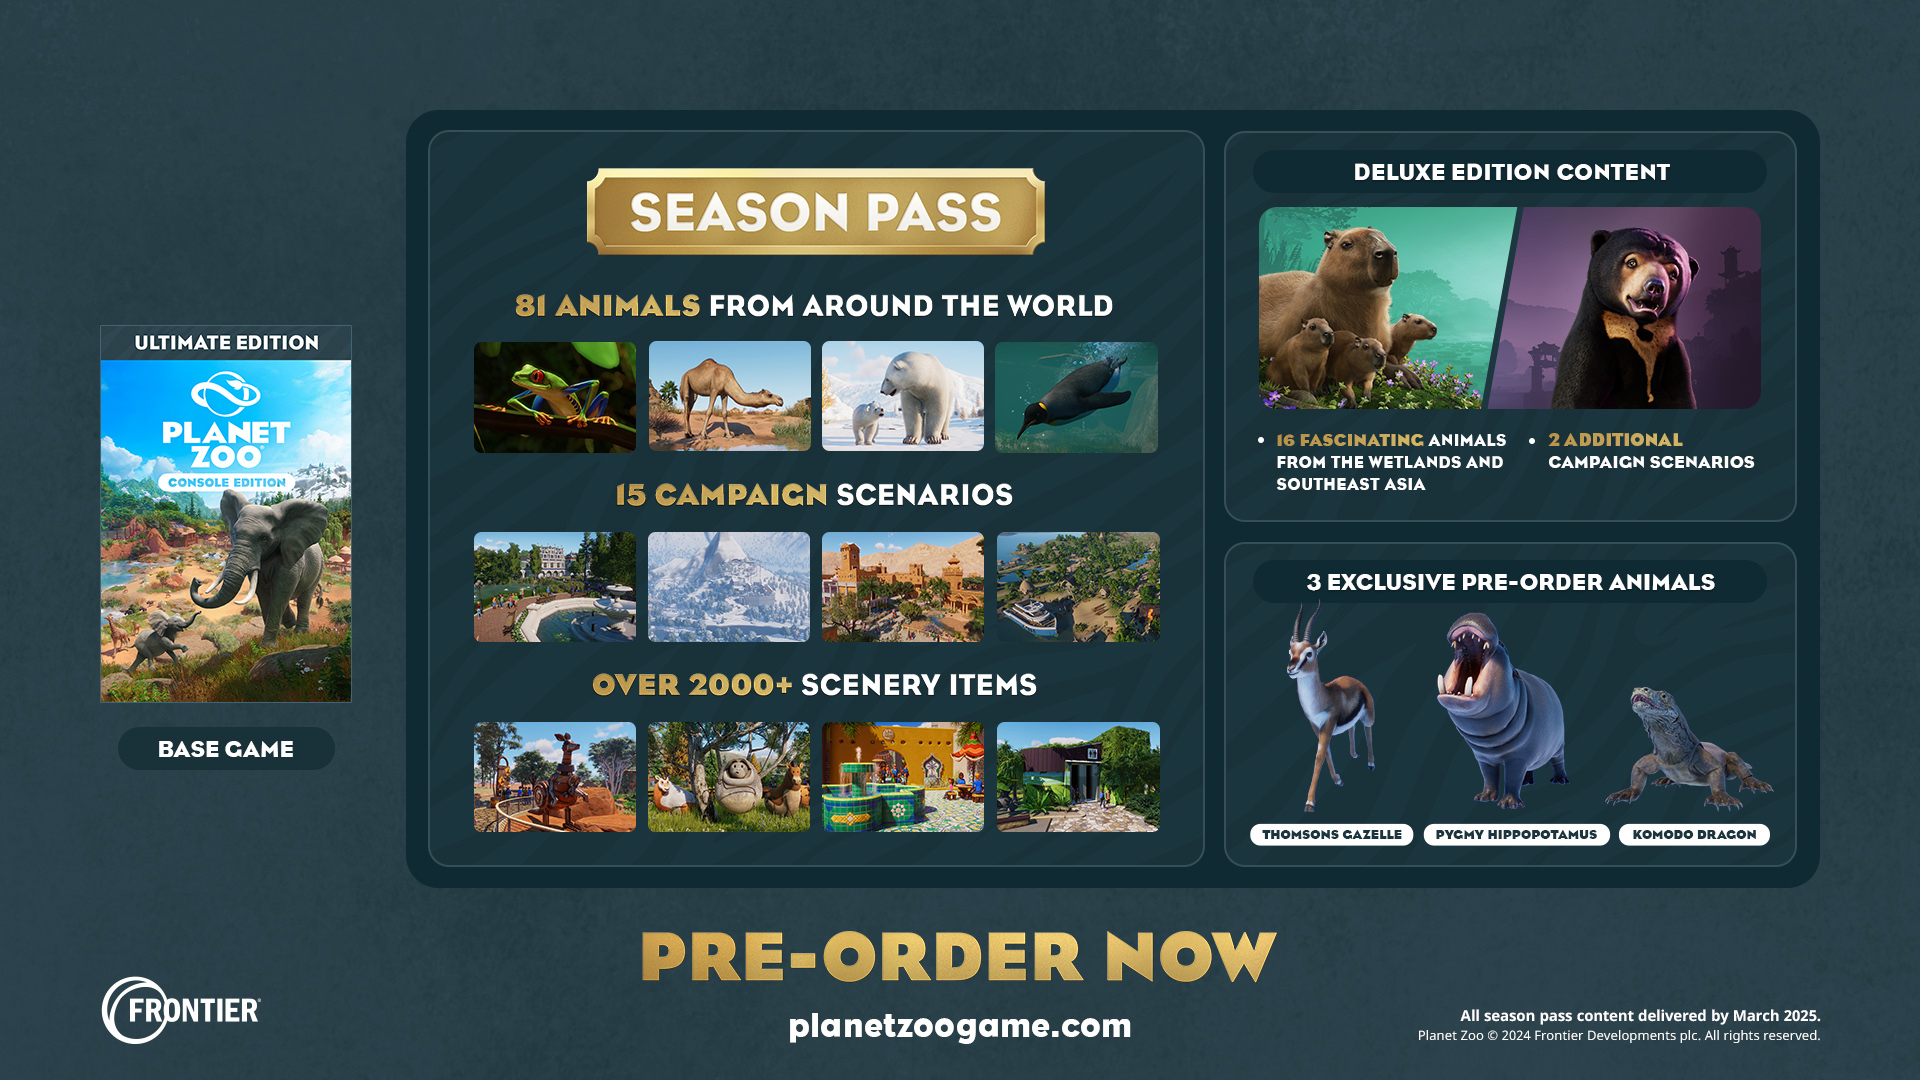 ULTIMATE EDITION
PLANET
ZOO
CONSOLE EDITION
BASE GAME
SEASON PASS
81 ANIMALS FROM AROUND THE WORLD
15 CAMPAIGN SCENARIOS
OVER 2000+ SCENERY ITEMS
DELUXE EDITION CONTENT
• 16 FASCINATING ANIMALS
FROM THE WETLANDS AND
SOUTHEAST ASIA
• 2 ADDITIONAL
CAMPAIGN SCENARIOS
3 EXCLUSIVE PRE-ORDER ANIMALS
THOMSONS GAZELLE
PYGMY HIPPOPOTAMUS
KOMODO DRAGON
PRE-ORDER NOW
planetzoogame.com
FRONTIER
All season pass content delivered by March 2025.
Planet Zoo © 2024 Frontier Developments plc. All rights reserved.